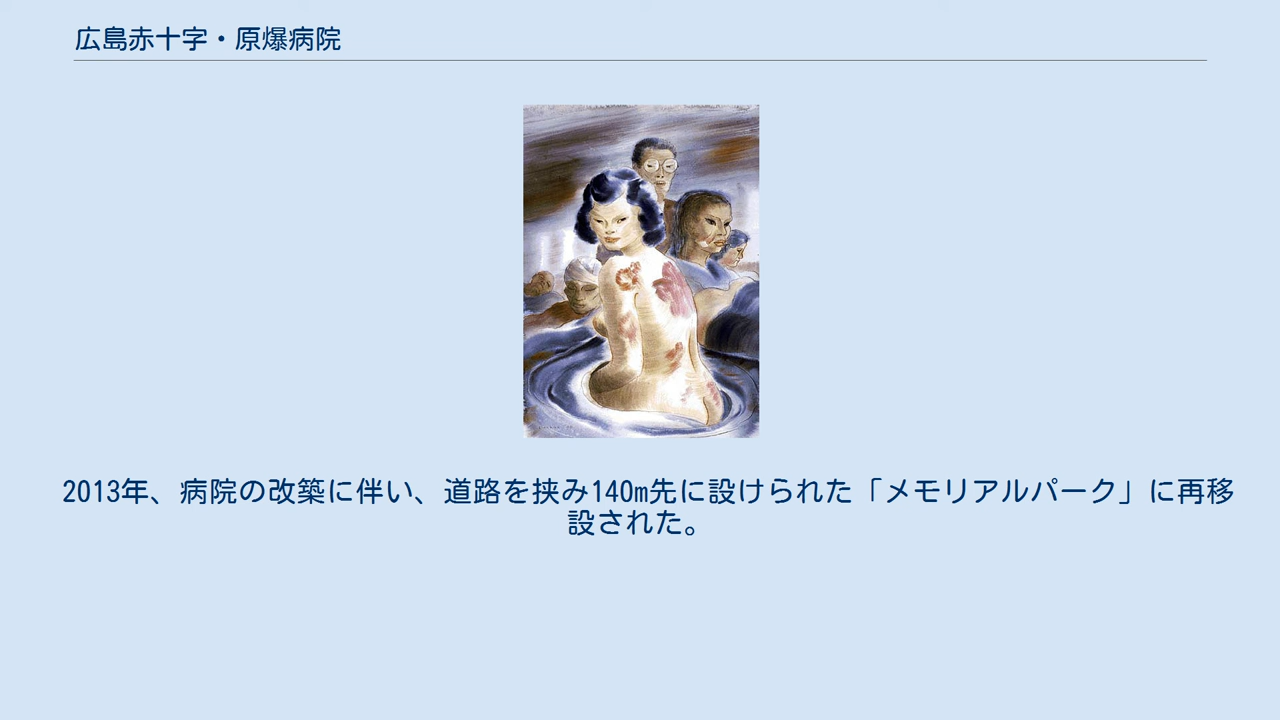 広島赤十字・原爆病院
2013年、病院の改築に伴い、道路を挟み140m先に設けられた「メモリアルパーク」に再移
設された。